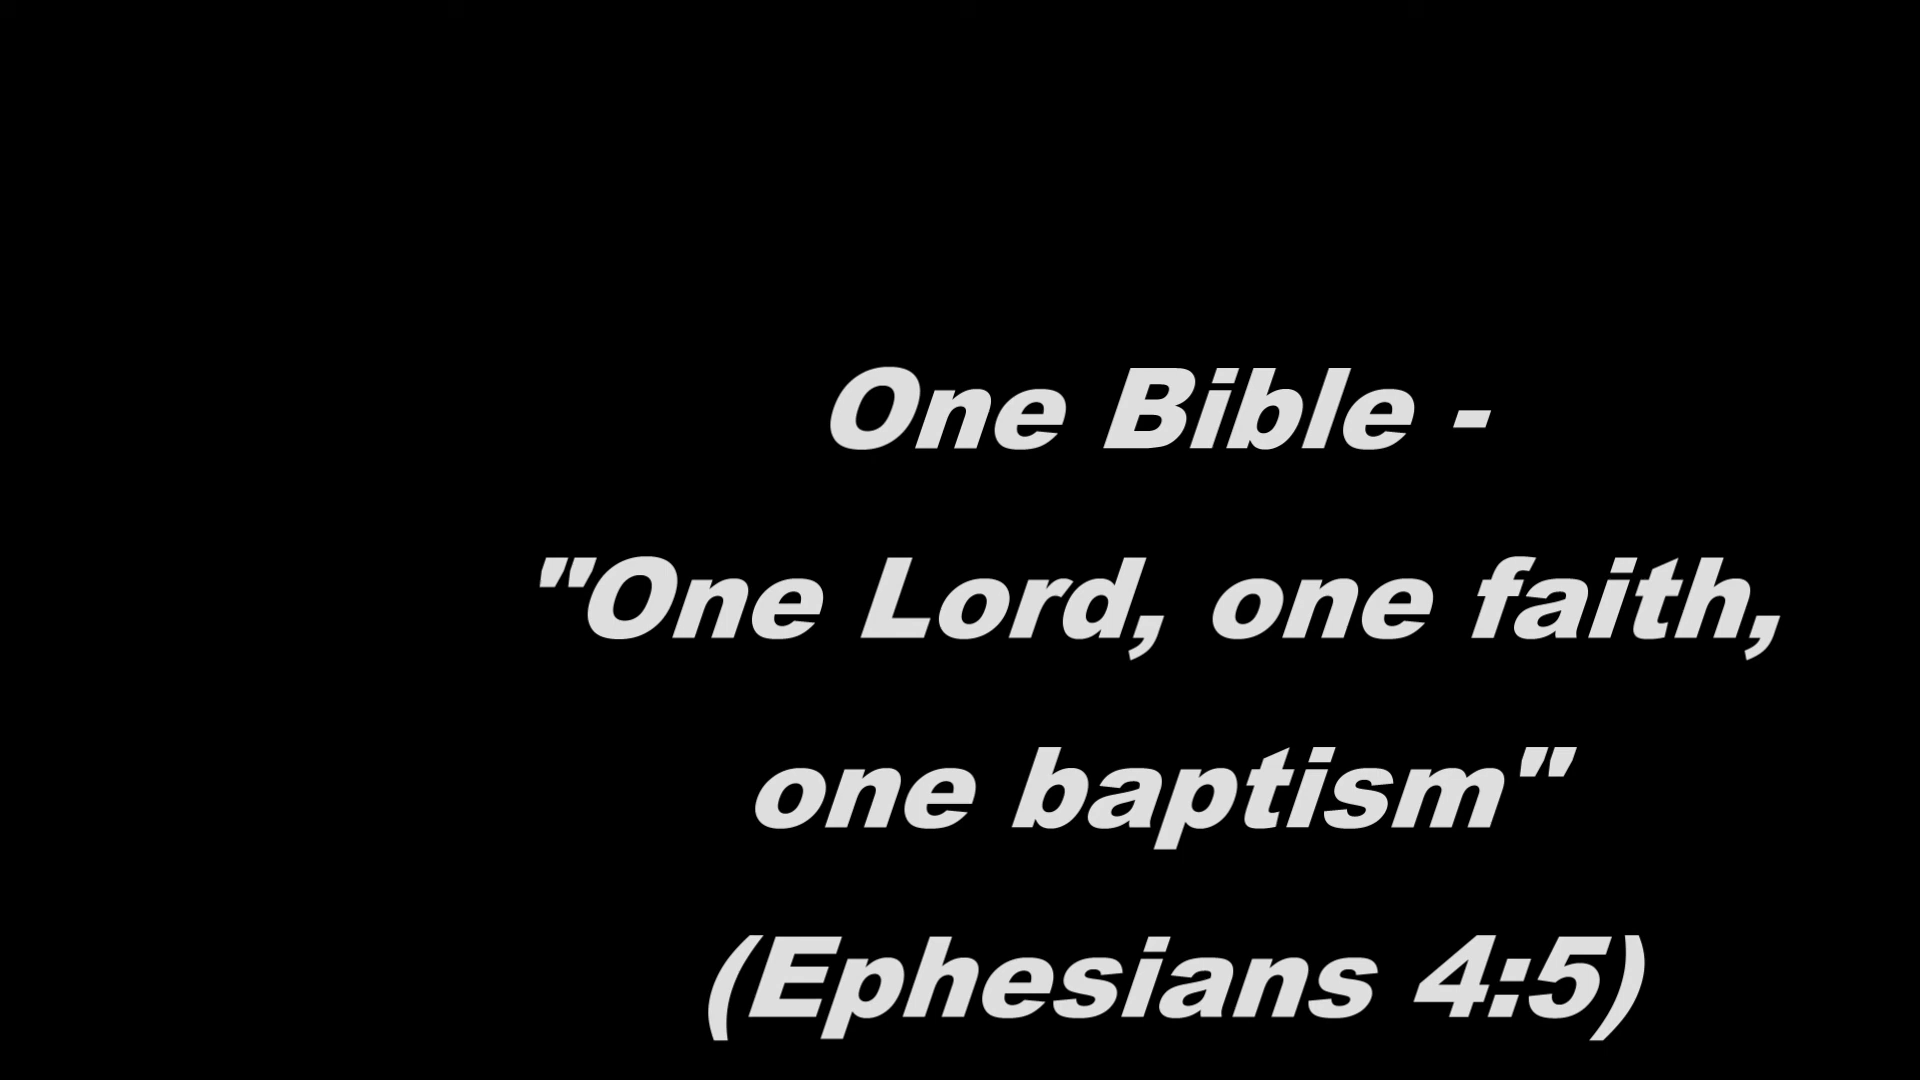 One Bible -
"One Lord, one faith,
one baptism"
(Ephesians 4:5)